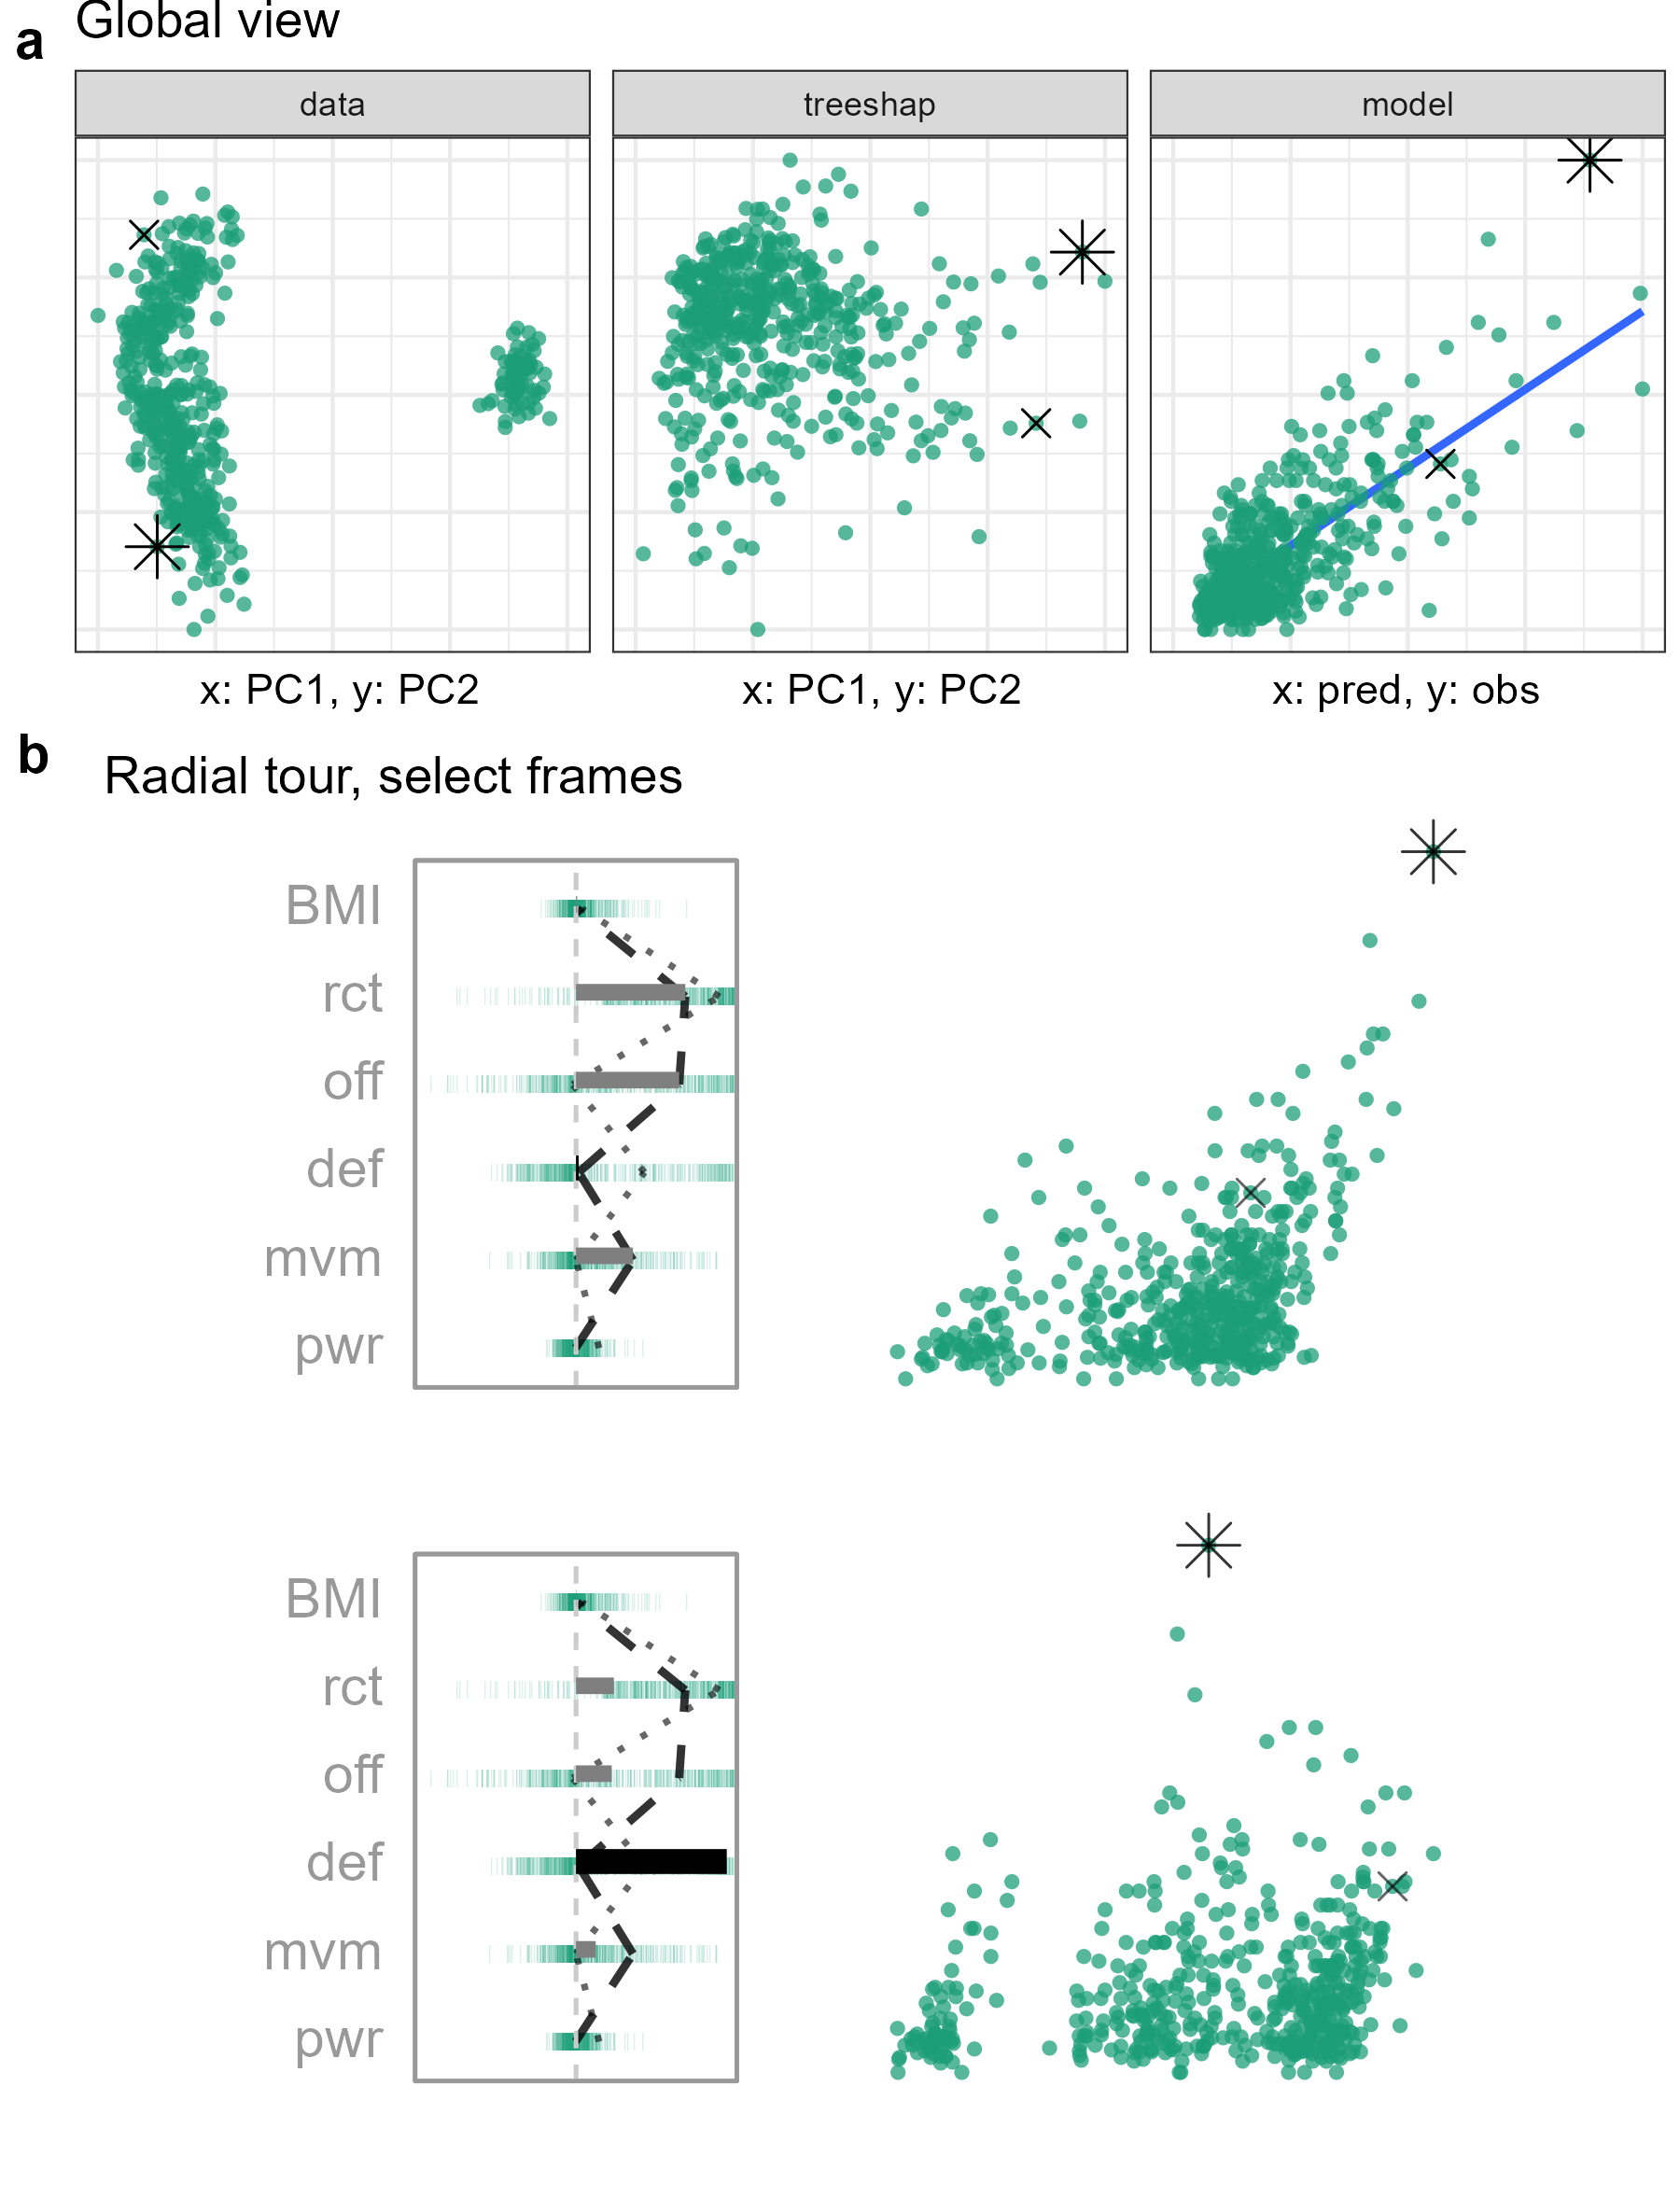 a
Global view
data
treeshap
model
x: PC1, y: PC2
x: PC1, y: PC2
x: pred, y: obs
b
Radial tour, select frames
BMI
rct
off
def
mvm
pwr
BMI
rct
off
def
mvm
pwr